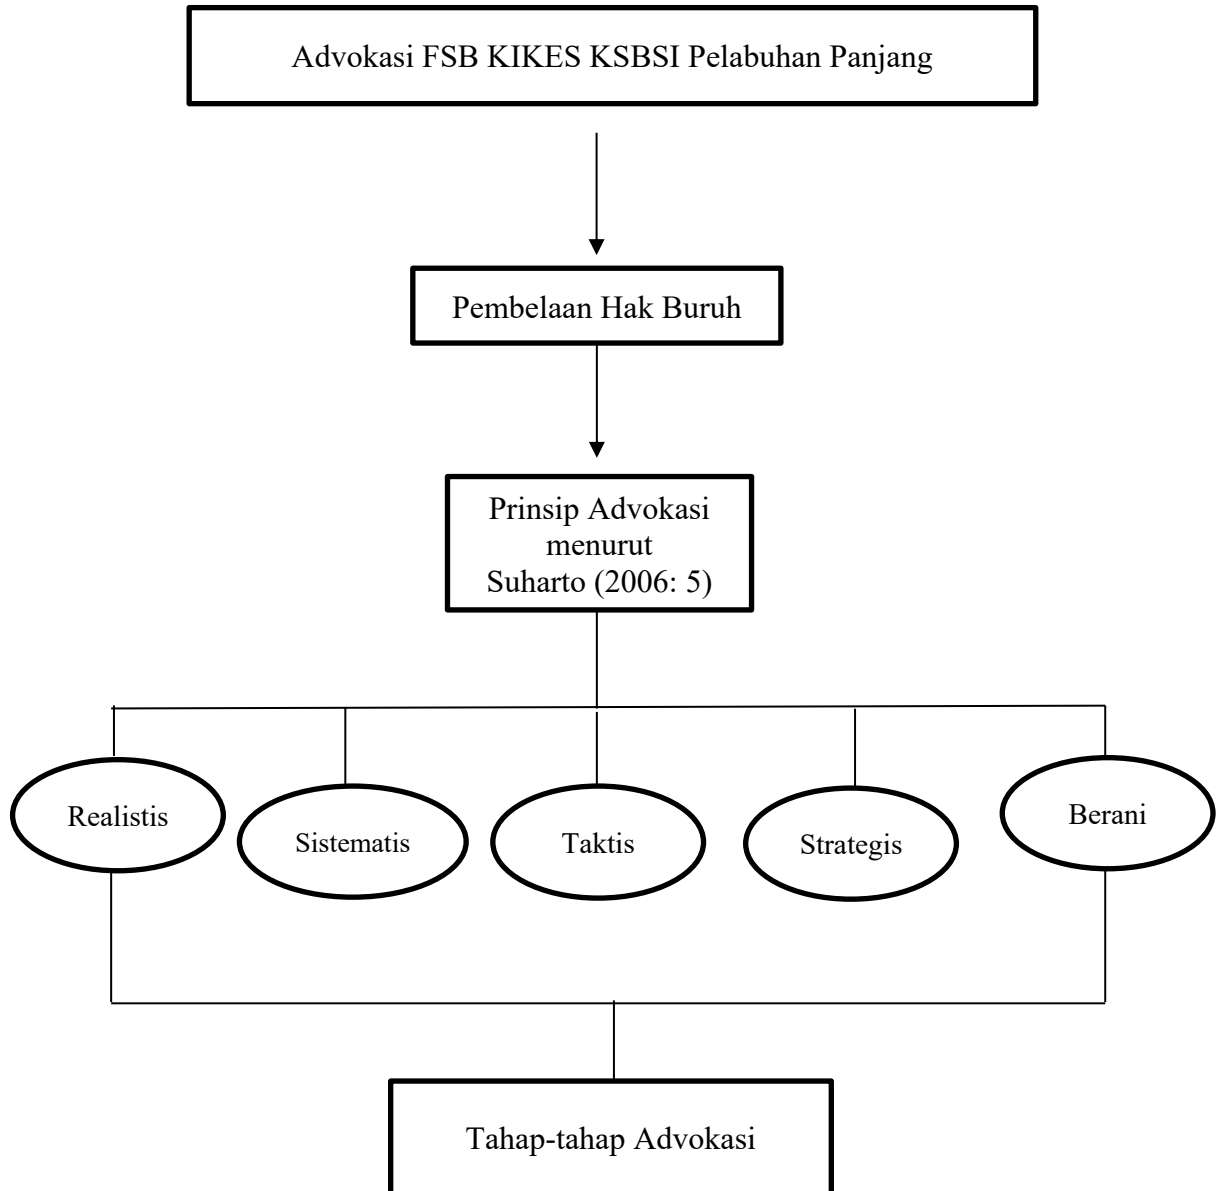 Advokasi FSB KIKES KSBSI Pelabuhan Panjang
Pembelaan Hak Buruh
Prinsip Advokasi
menurut
Suharto (2006: 5)
Realistis
Sistematis
Taktis
Strategis
Berani
Tahap-tahap Advokasi